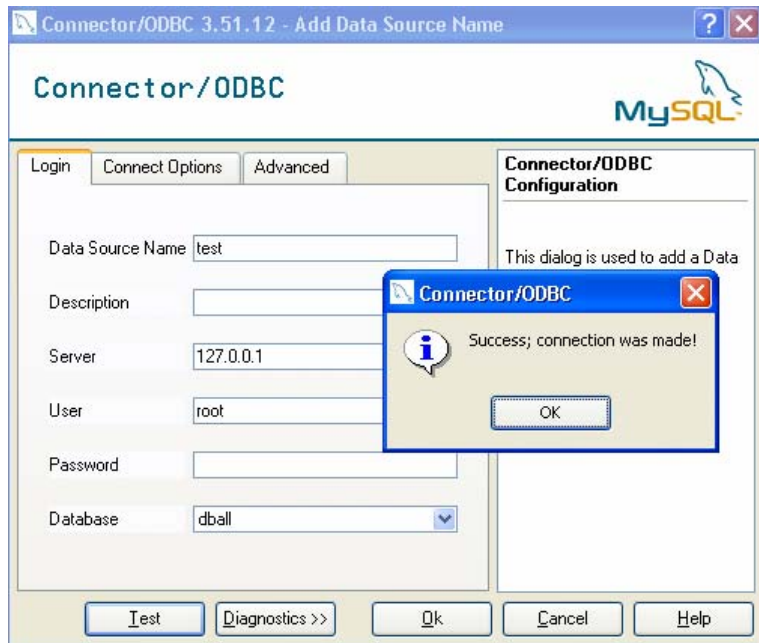 Connector/ODBC 3.51.12 - Add Data Source Name
Connector/ODBC
MySQL
Login
Connect Options
Advanced
Connector/ODBC
Configuration
Data Source Name
test
This dialog is used to add a Data
Description
Server
127.0.0.1
User
root
Password
Database
dball
Connector/ODBC
Success; connection was made!
OK
Test
Diagnostics >>
Ok
Cancel
Help